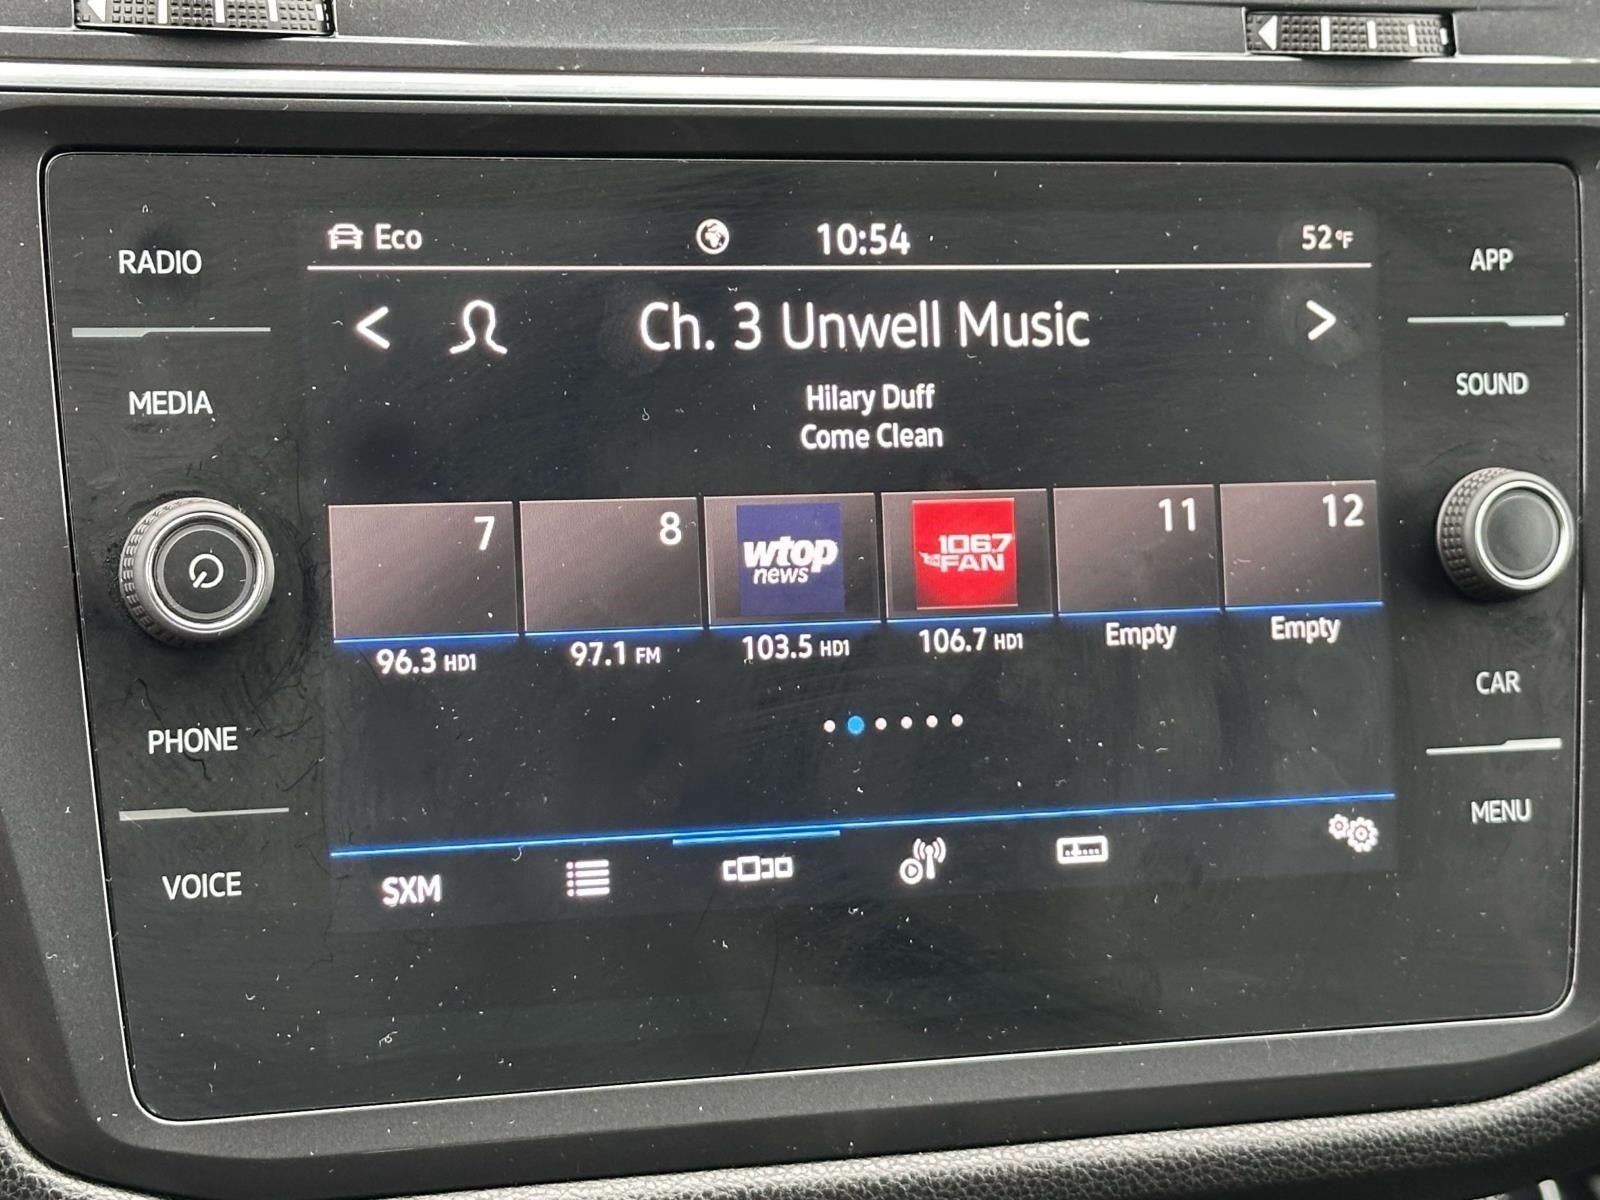 Eco 10:54 52°F
RADIO
APP
Ch. 3 Unwell Music
MEDIA
SOUND
Hilary Duff
Come Clean
7 8 wtop news 106.7 FAN 11 12
96.3 HD1 97.1 FM 103.5 HD1 106.7 HD1 Empty Empty
PHONE
CAR
VOICE
MENU
SXM